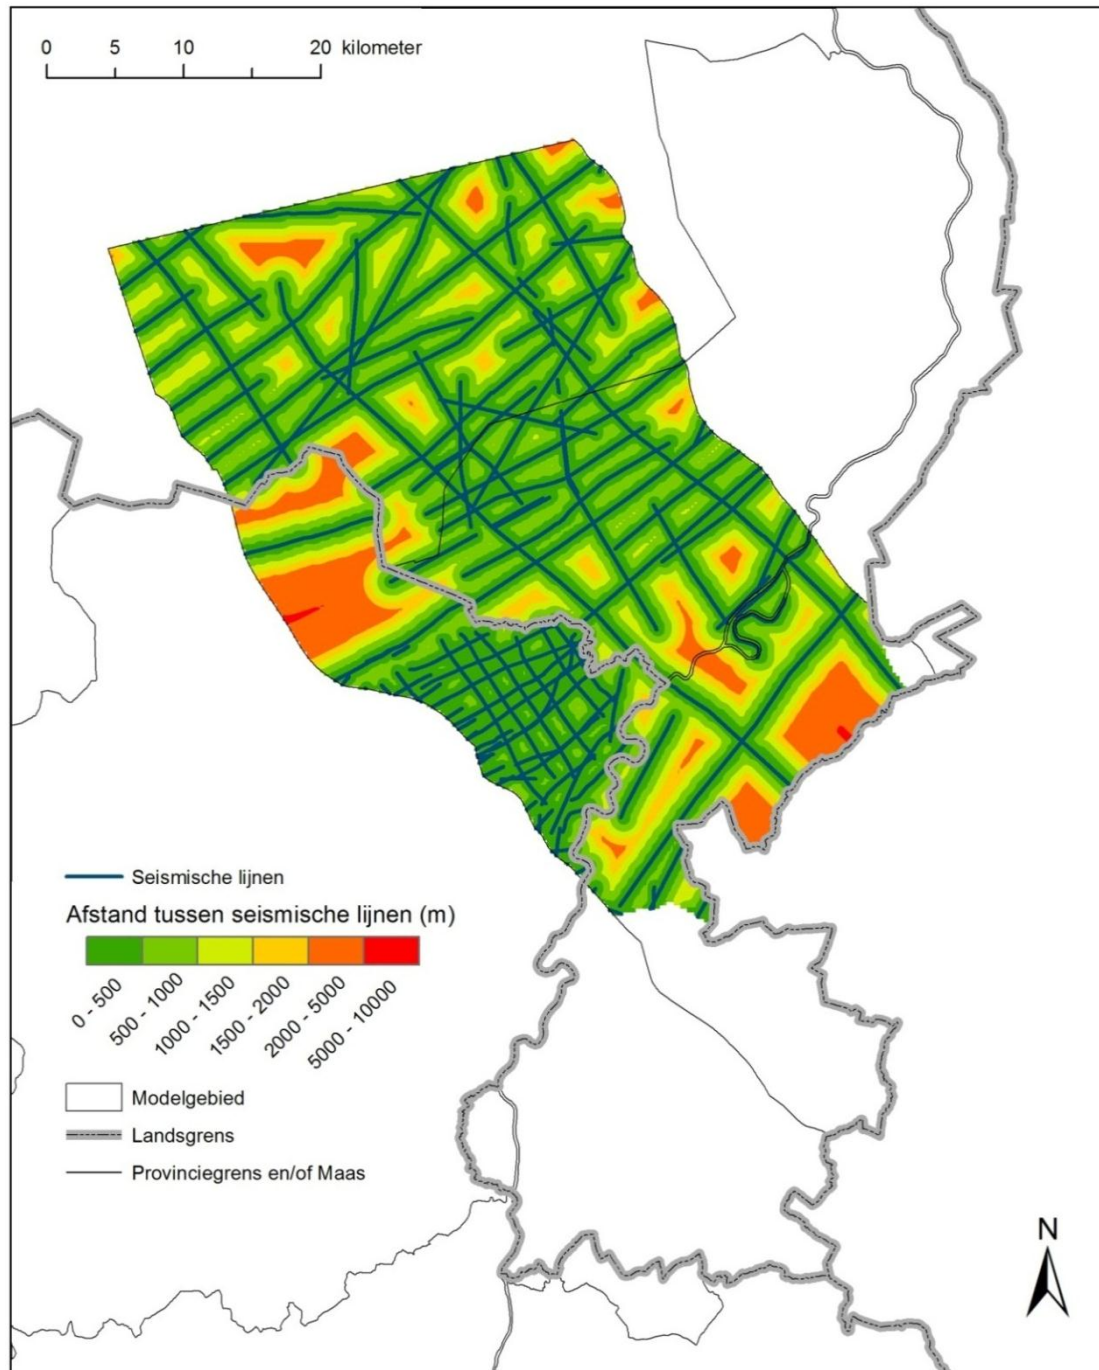 0 5 10 20 kilometer
Seismische lijnen
Afstand tussen seismische lijnen (m)
0 - 500
500 - 1000
1000 - 1500
1500 - 2000
2000 - 5000
5000 - 10000
Modelgebied
Landsgrens
Provinciegrens en/of Maas
N